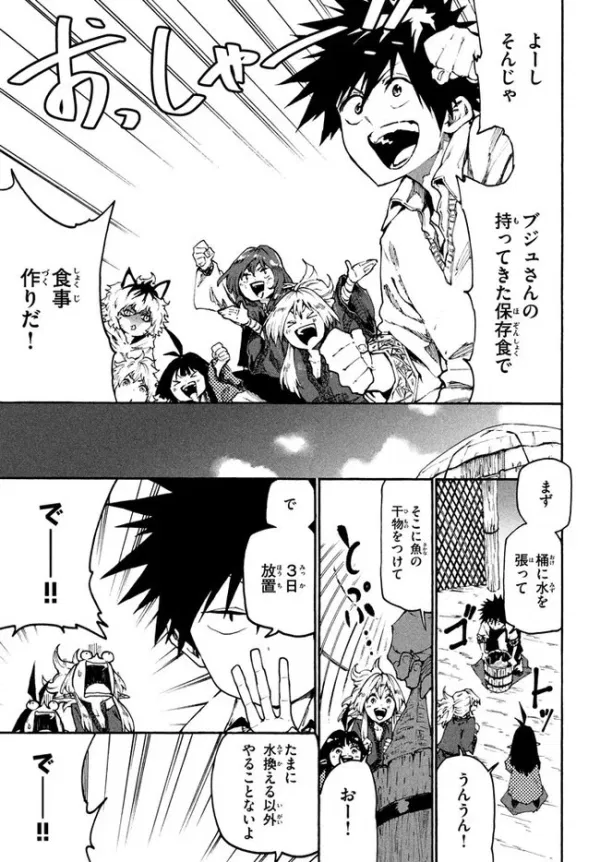 よーし
そんじゃ
ブジュさんの
持ってきた保存食で
おっしゃー
食事
作りだ！
まず
桶に水を
張って
ゴト
うんうん！
そこに魚の
干物をつけて
とぷ…
おー！
で
3日
放置
で——!!
たまに
水換える以外
やることないよ
で——!!